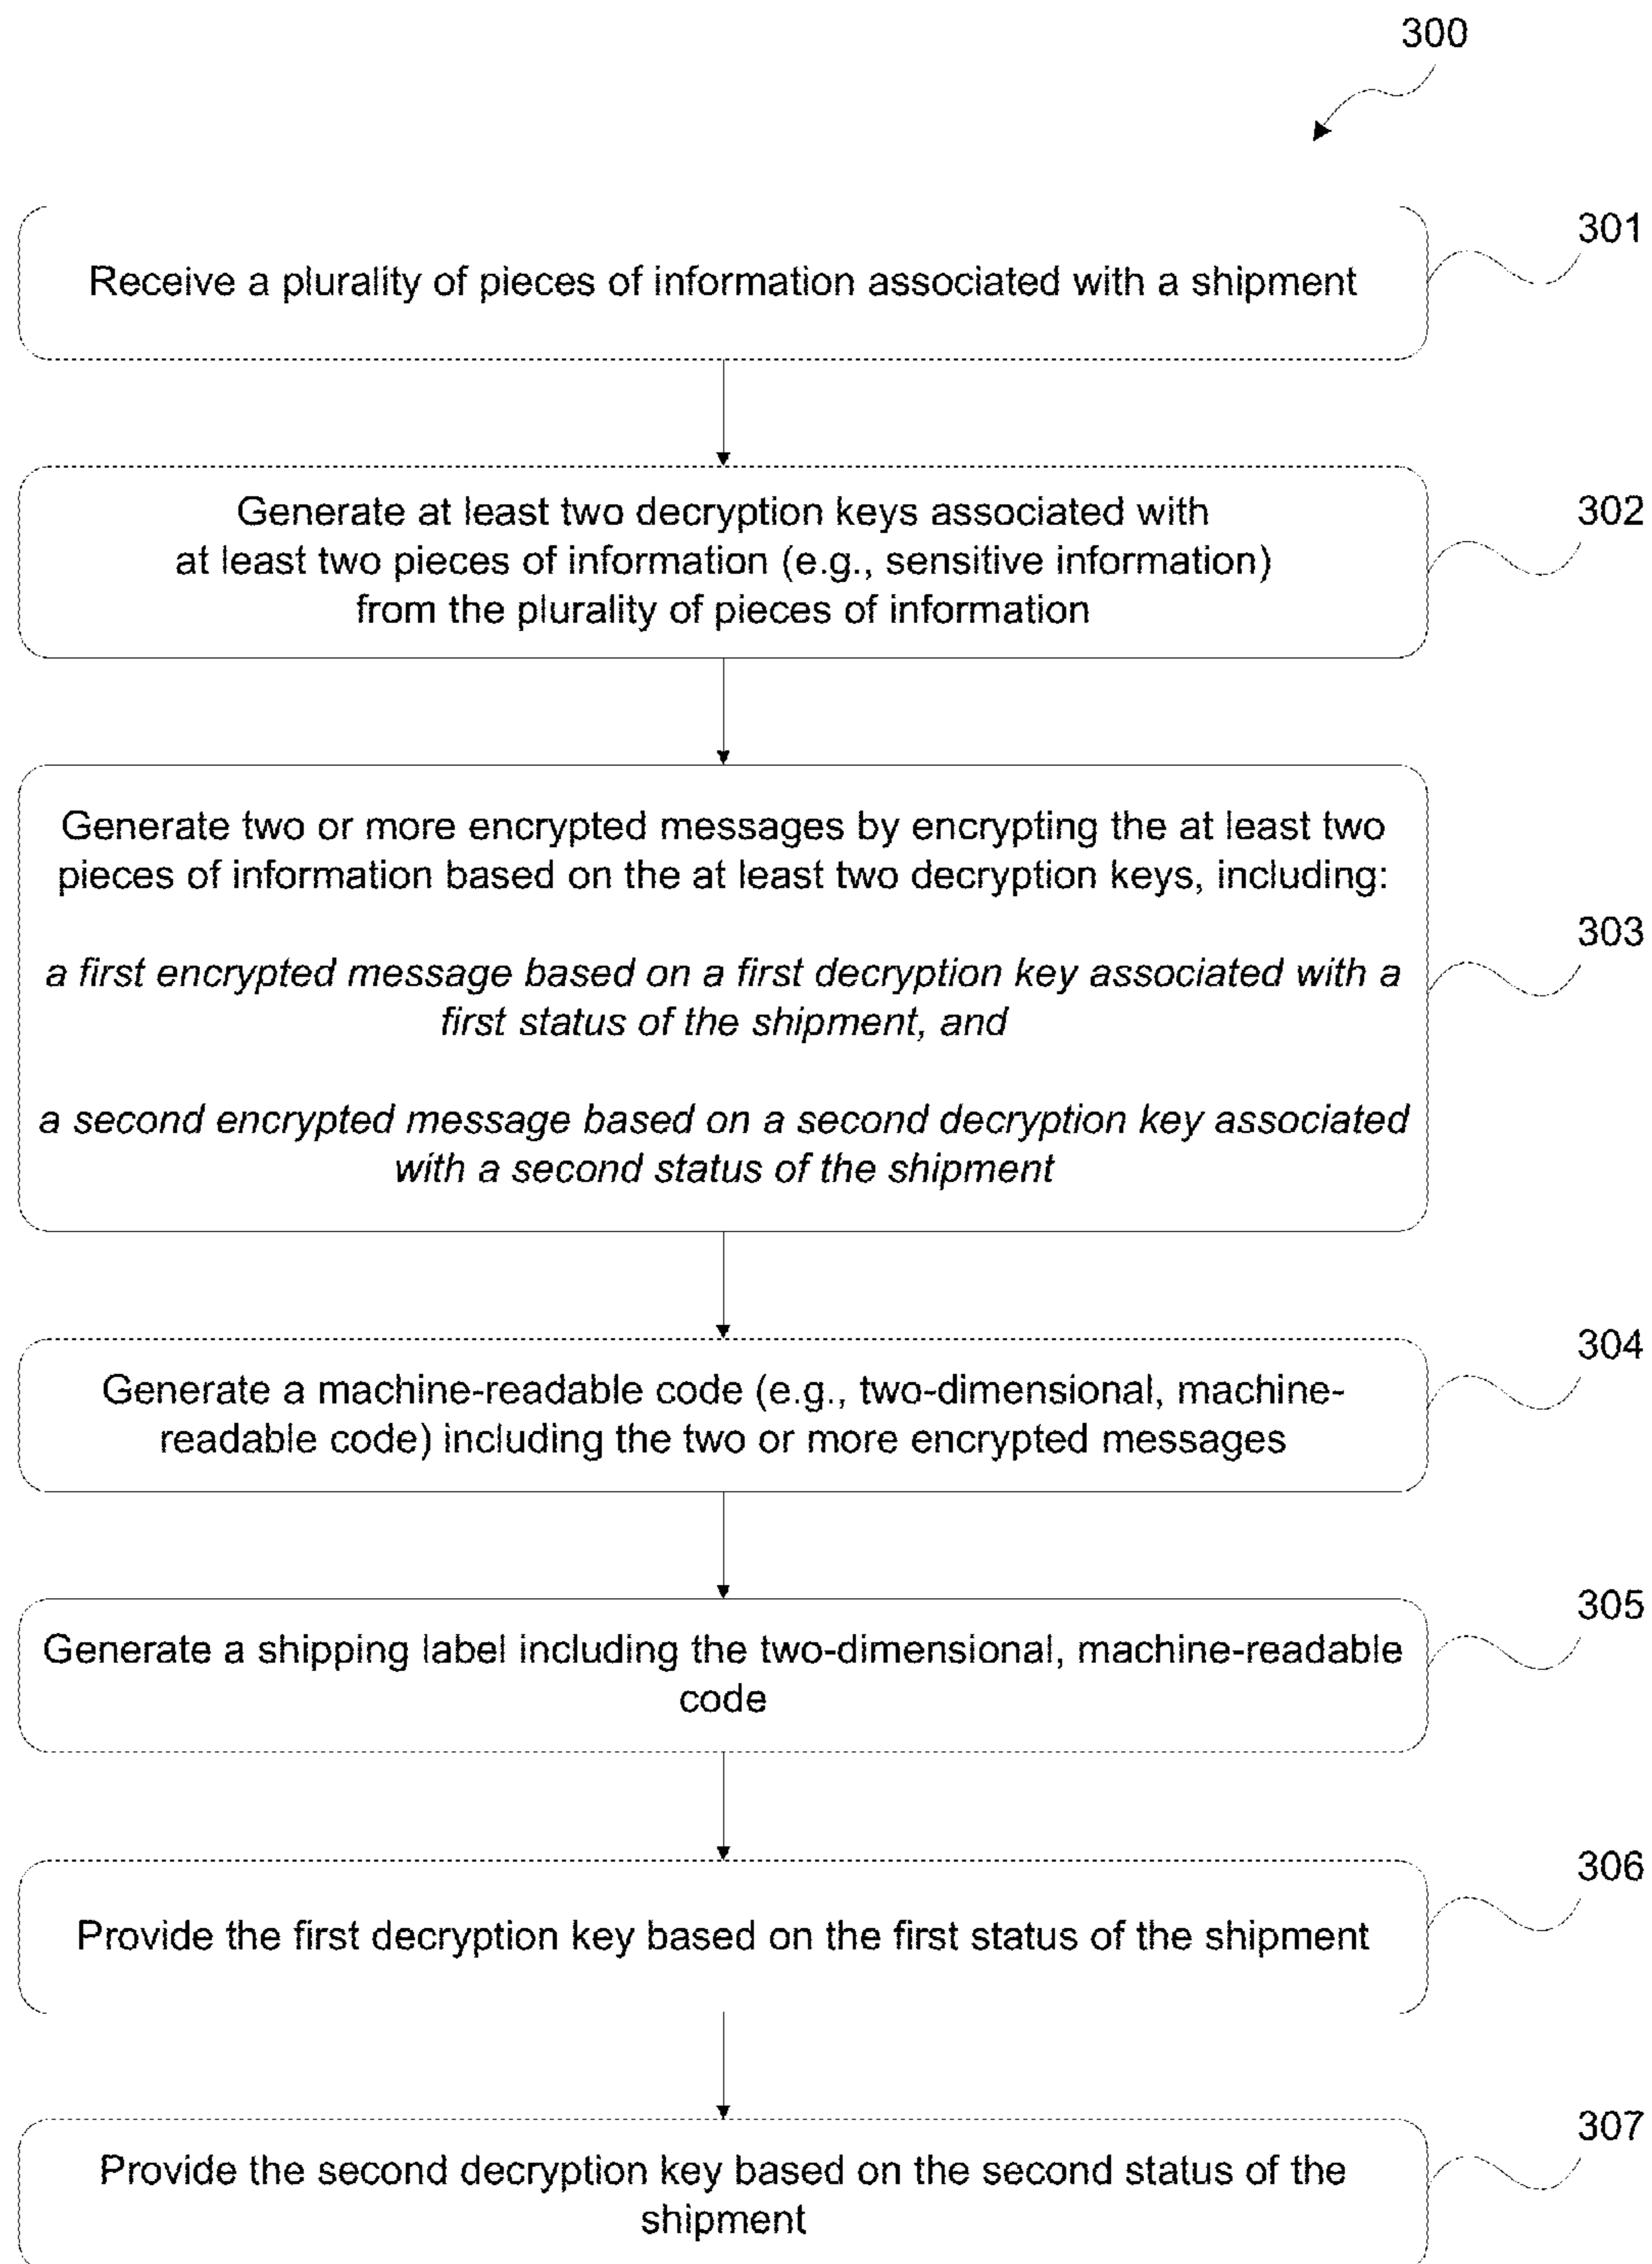 300
301
Receive a plurality of pieces of information associated with a shipment
302
Generate at least two decryption keys associated with
at least two pieces of information (e.g., sensitive information)
from the plurality of pieces of information
Generate two or more encrypted messages by encrypting the at least two
pieces of information based on the at least two decryption keys, including:
303
a first encrypted message based on a first decryption key associated with a
first status of the shipment, and
a second encrypted message based on a second decryption key associated
with a second status of the shipment
304
Generate a machine-readable code (e.g., two-dimensional, machine-
readable code) including the two or more encrypted messages
305
Generate a shipping label including the two-dimensional, machine-readable
code
306
Provide the first decryption key based on the first status of the shipment
307
Provide the second decryption key based on the second status of the
shipment